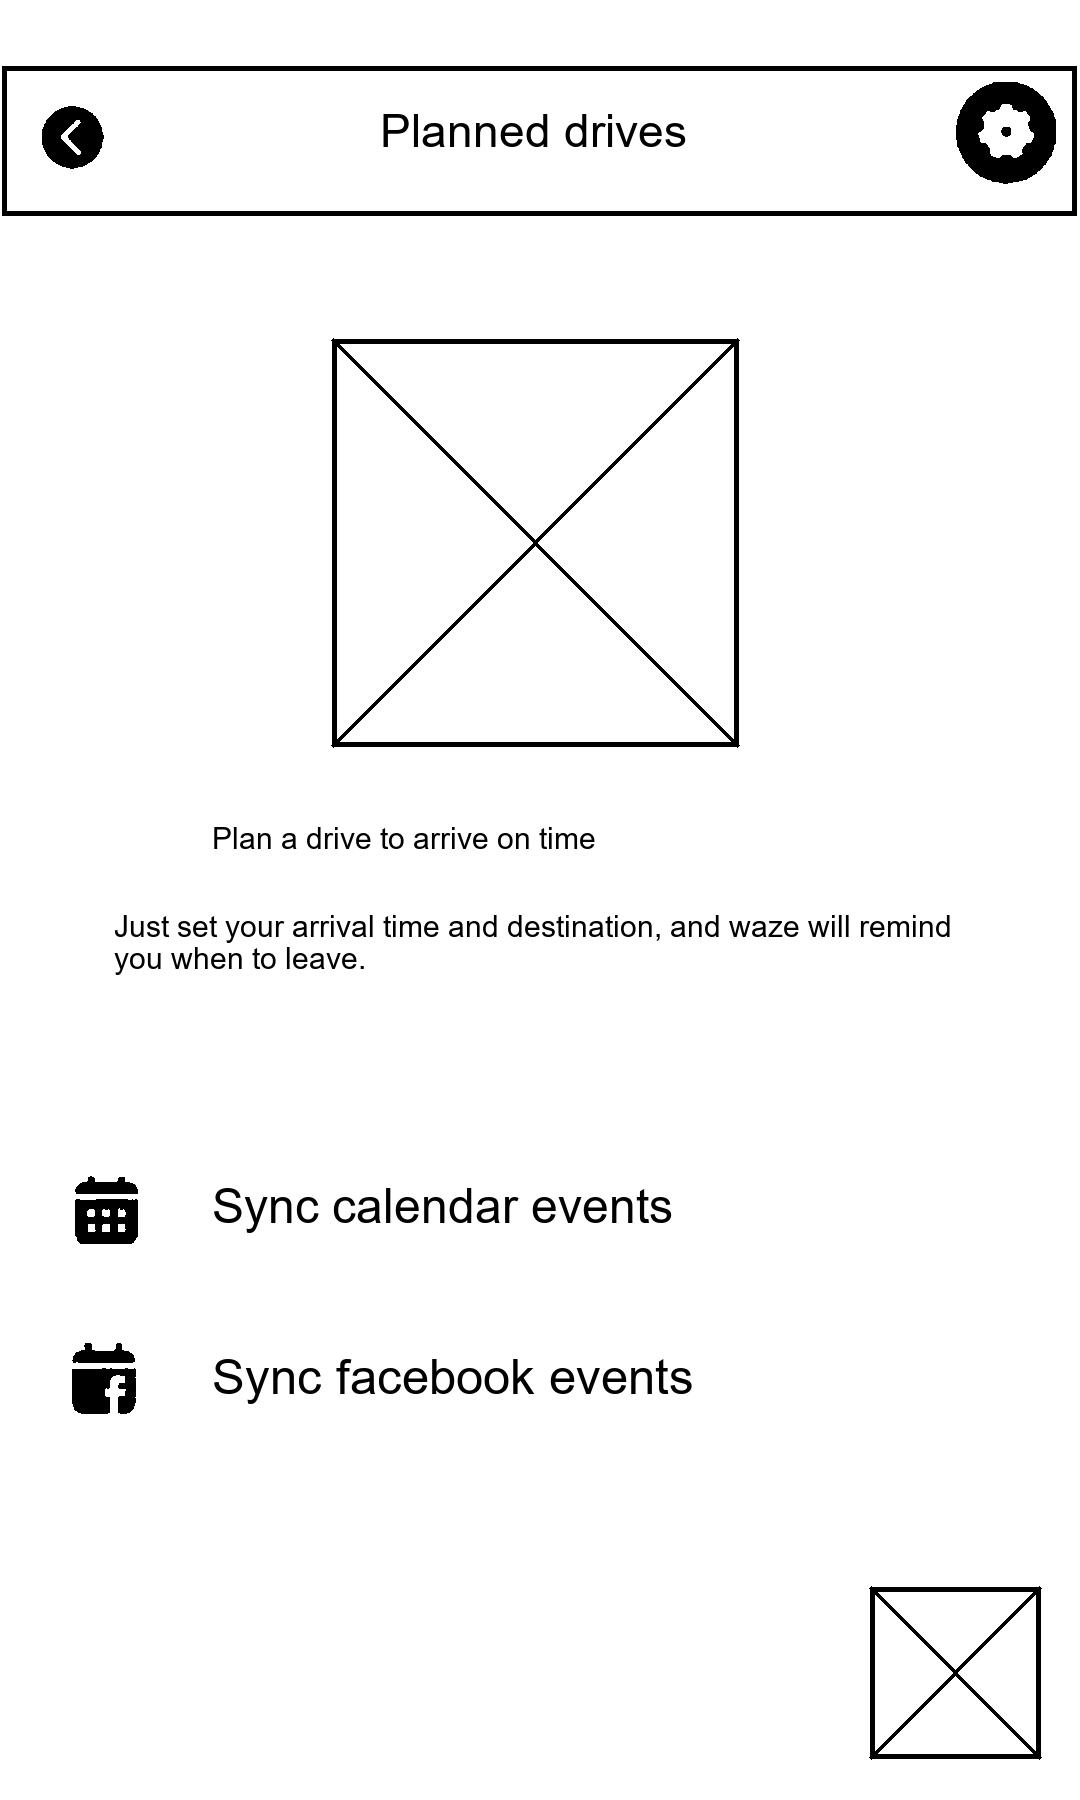 Planned drives
Plan a drive to arrive on time
Just set your arrival time and destination, and waze will remind
you when to leave.
Sync calendar events
Sync facebook events